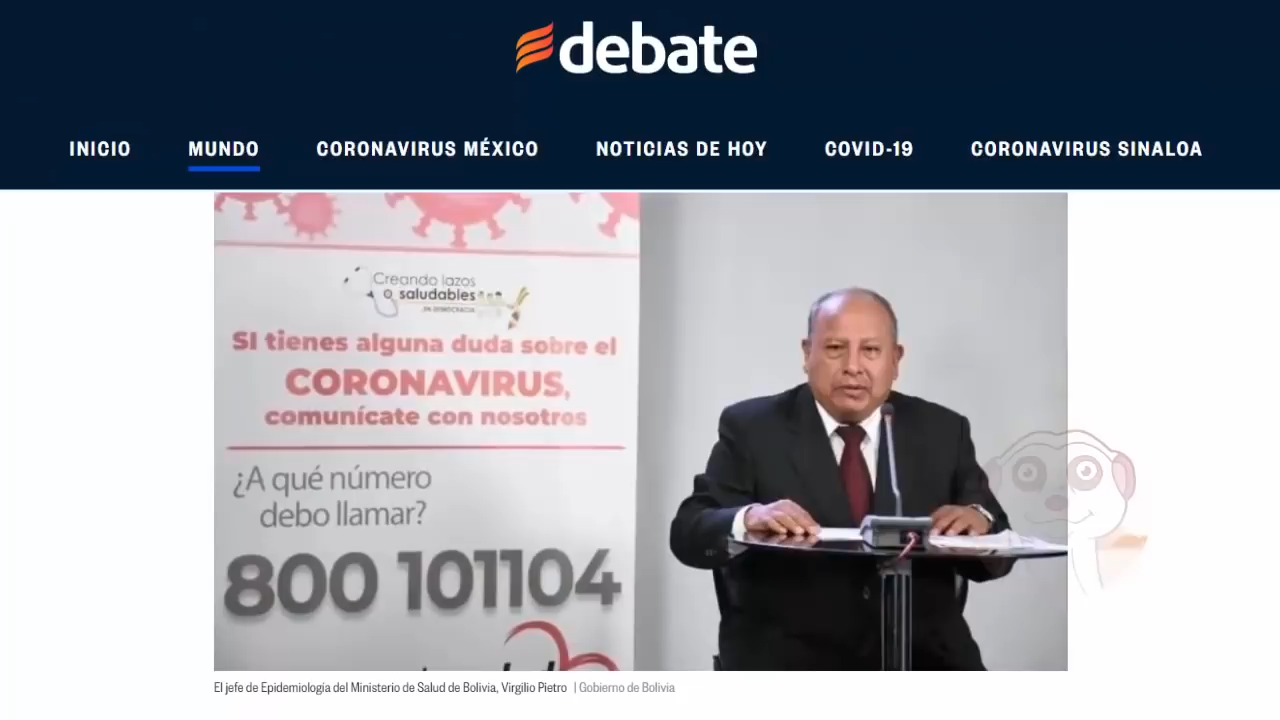 debate
INICIO
MUNDO
CORONAVIRUS MÉXICO
NOTICIAS DE HOY
COVID-19
CORONAVIRUS SINALOA
Creando lazos
saludables
EN DEMOCRACIA
SI tienes alguna duda sobre el
CORONAVIRUS,
comunícate con nosotros
¿A qué número
debo llamar?
800 101104
El jefe de Epidemiología del Ministerio de Salud de Bolivia, Virgilio Pietro | Gobierno de Bolivia